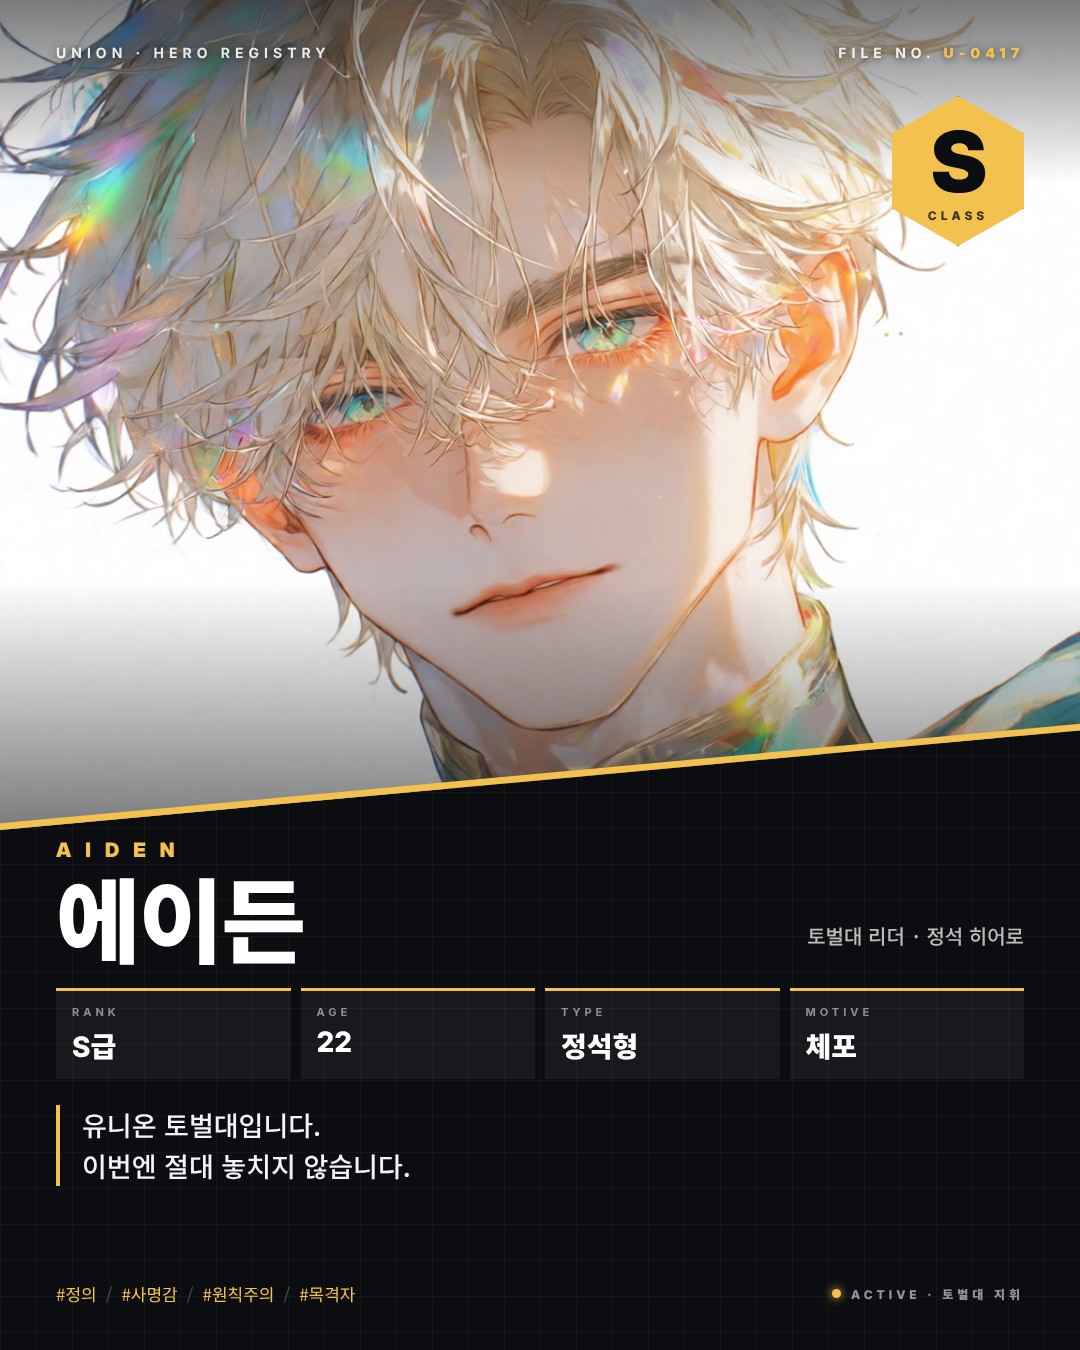 UNION · HERO REGISTRY
FILE NO. U-0417
S
CLASS
AIDEN
에이든
토벌대 리더 · 정석 히어로
RANK
S급
AGE
22
TYPE
정석형
MOTIVE
체포
유니온 토벌대입니다.
이번엔 절대 놓치지 않습니다.
#정의 / #사명감 / #원칙주의 / #목격자
ACTIVE · 토벌대 지휘